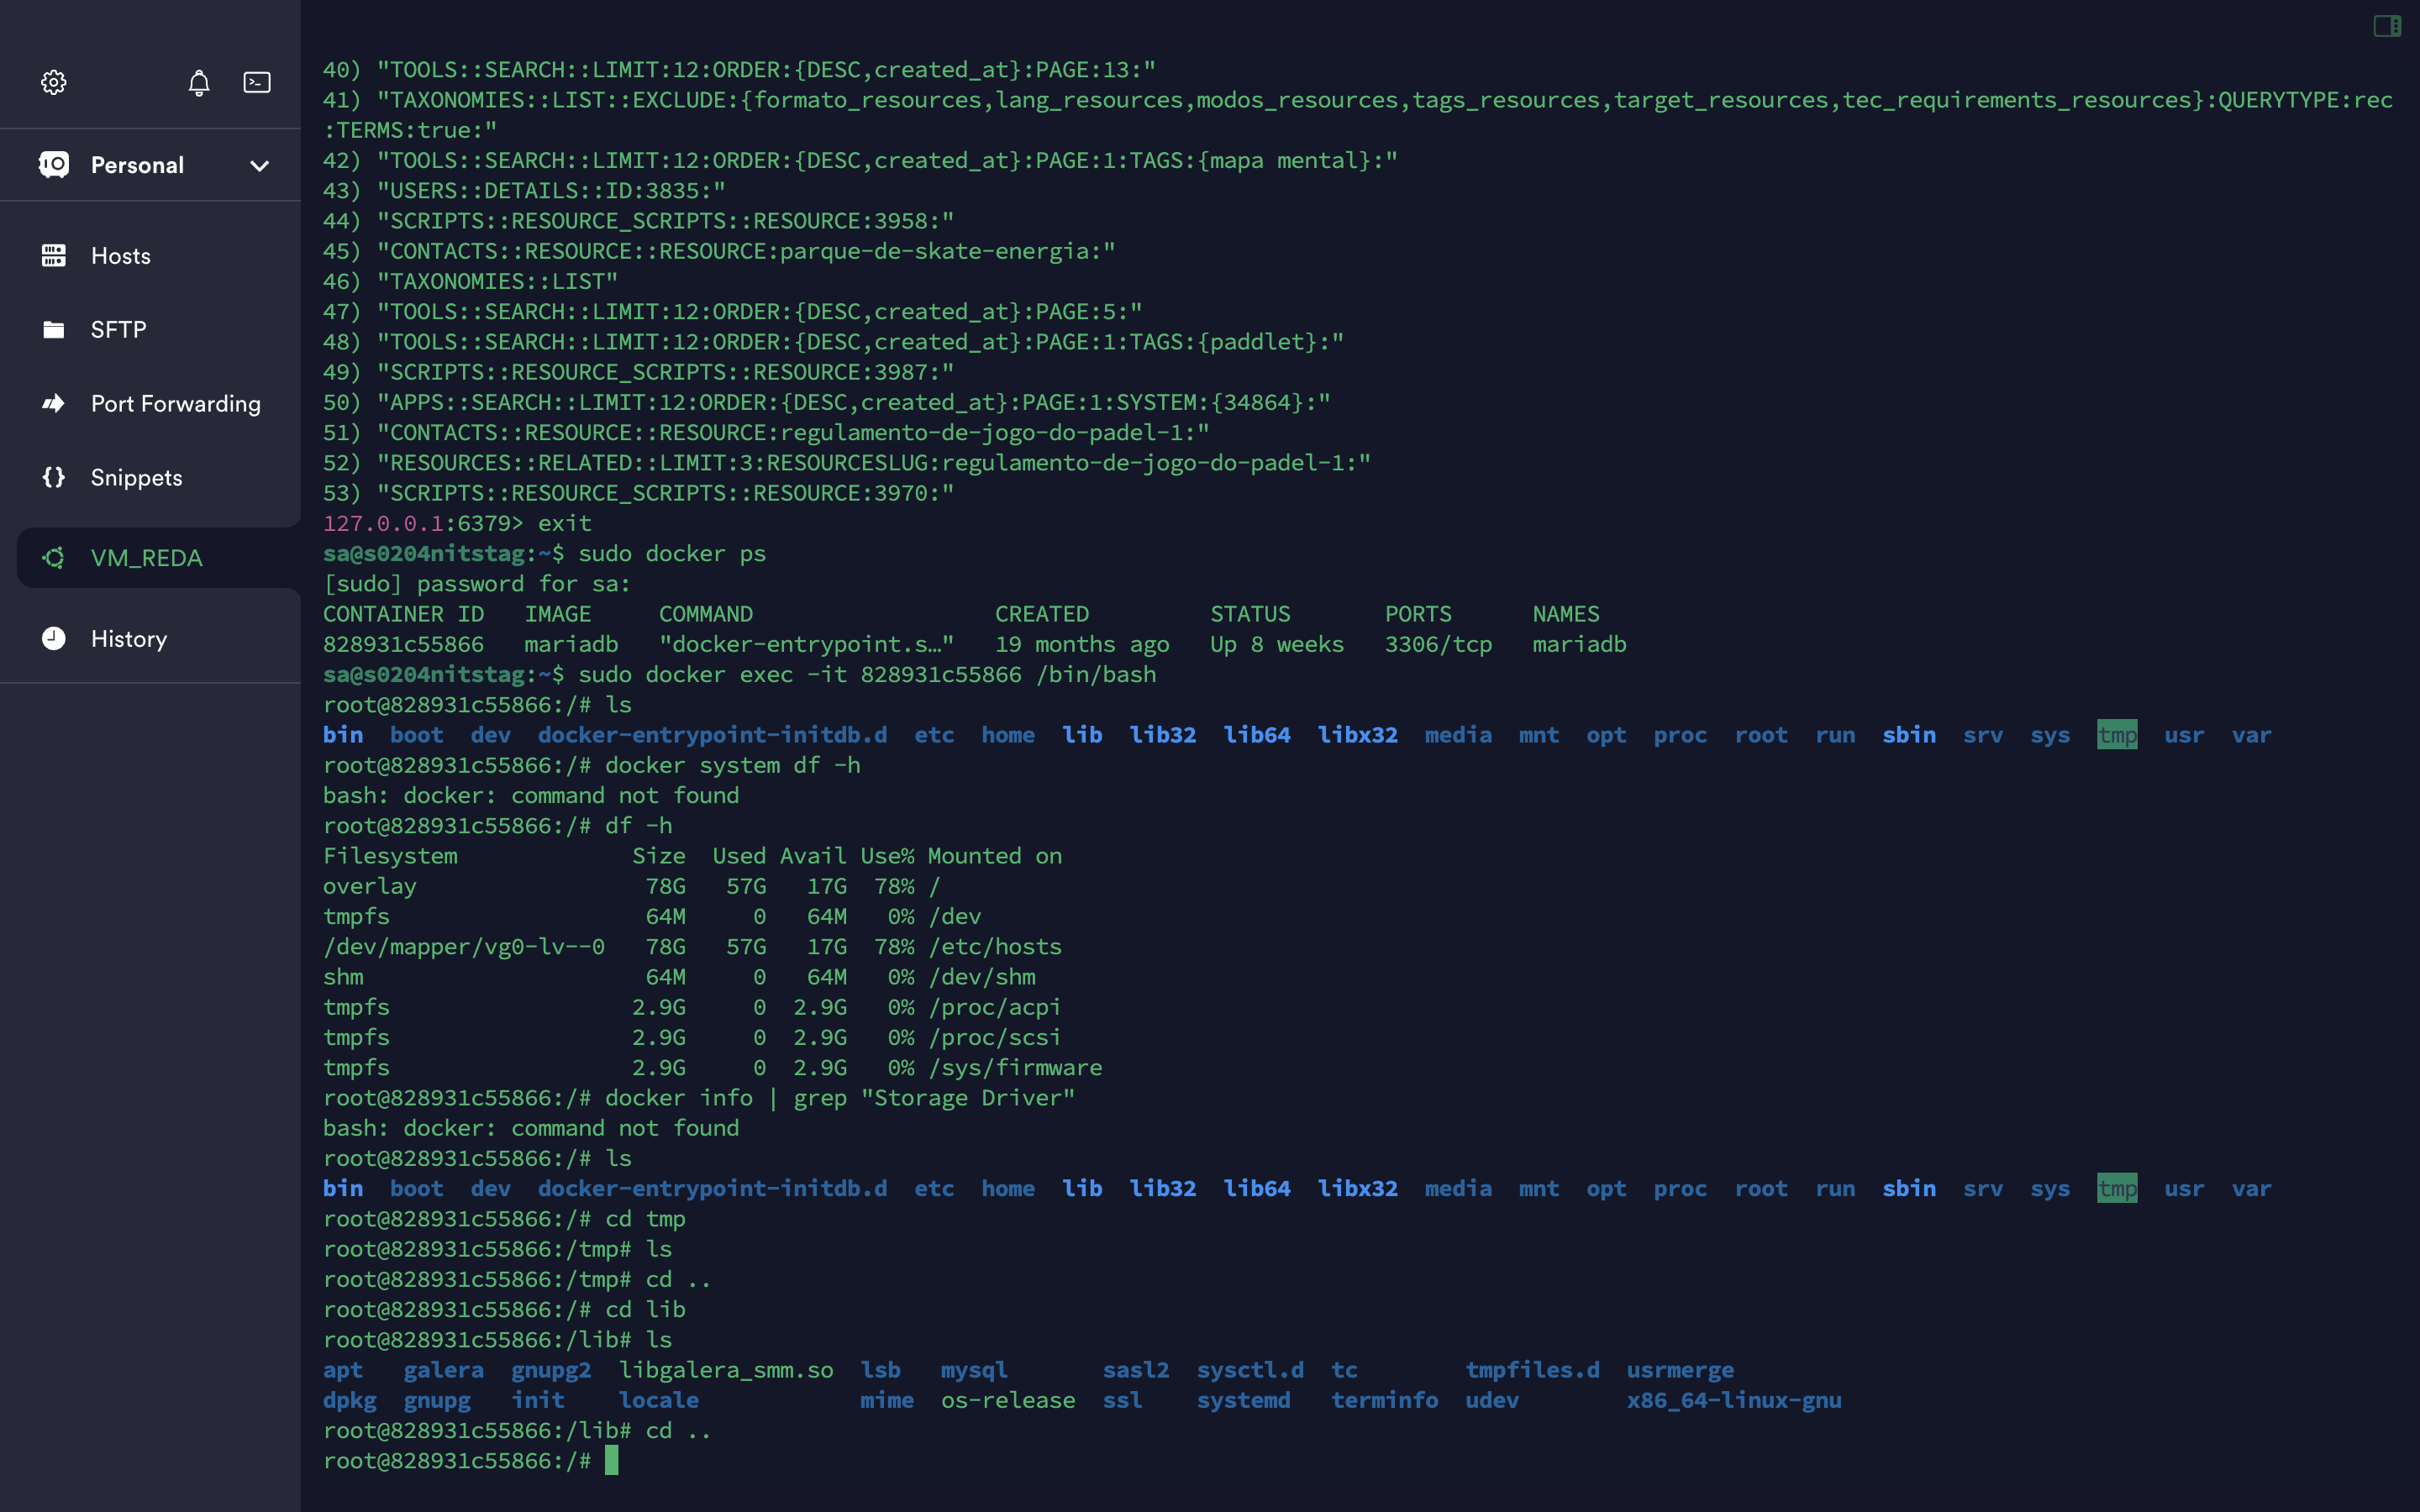 Personal
Hosts
SFTP
Port Forwarding
Snippets
VM_REDA
History
40) "TOOLS::SEARCH::LIMIT:12:ORDER:{DESC,created_at}:PAGE:13:"
41) "TAXONOMIES::LIST::EXCLUDE:{formato_resources,lang_resources,modos_resources,tags_resources,target_resources,tec_requirements_resources}:QUERYTYPE:rec
:TERMS:true:"
42) "TOOLS::SEARCH::LIMIT:12:ORDER:{DESC,created_at}:PAGE:1:TAGS:{mapa mental}:"
43) "USERS::DETAILS::ID:3835:"
44) "SCRIPTS::RESOURCE_SCRIPTS::RESOURCE:3958:"
45) "CONTACTS::RESOURCE::RESOURCE:parque-de-skate-energia:"
46) "TAXONOMIES::LIST"
47) "TOOLS::SEARCH::LIMIT:12:ORDER:{DESC,created_at}:PAGE:5:"
48) "TOOLS::SEARCH::LIMIT:12:ORDER:{DESC,created_at}:PAGE:1:TAGS:{paddlet}:"
49) "SCRIPTS::RESOURCE_SCRIPTS::RESOURCE:3987:"
50) "APPS::SEARCH::LIMIT:12:ORDER:{DESC,created_at}:PAGE:1:SYSTEM:{34864}:"
51) "CONTACTS::RESOURCE::RESOURCE:regulamento-de-jogo-do-padel-1:"
52) "RESOURCES::RELATED::LIMIT:3:RESOURCESLUG:regulamento-de-jogo-do-padel-1:"
53) "SCRIPTS::RESOURCE_SCRIPTS::RESOURCE:3970:"
127.0.0.1:6379> exit
sa@s0204nitstag:~$ sudo docker ps
[sudo] password for sa:
CONTAINER ID   IMAGE     COMMAND                  CREATED         STATUS       PORTS      NAMES
828931c55866   mariadb   "docker-entrypoint.s…"   19 months ago   Up 8 weeks   3306/tcp   mariadb
sa@s0204nitstag:~$ sudo docker exec -it 828931c55866 /bin/bash
root@828931c55866:/# ls
bin  boot  dev  docker-entrypoint-initdb.d  etc  home  lib  lib32  lib64  libx32  media  mnt  opt  proc  root  run  sbin  srv  sys  tmp  usr  var
root@828931c55866:/# docker system df -h
bash: docker: command not found
root@828931c55866:/# df -h
Filesystem             Size  Used Avail Use% Mounted on
overlay                 78G   57G   17G  78% /
tmpfs                   64M     0   64M   0% /dev
/dev/mapper/vg0-lv--0   78G   57G   17G  78% /etc/hosts
shm                     64M     0   64M   0% /dev/shm
tmpfs                  2.9G     0  2.9G   0% /proc/acpi
tmpfs                  2.9G     0  2.9G   0% /proc/scsi
tmpfs                  2.9G     0  2.9G   0% /sys/firmware
root@828931c55866:/# docker info | grep "Storage Driver"
bash: docker: command not found
root@828931c55866:/# ls
bin  boot  dev  docker-entrypoint-initdb.d  etc  home  lib  lib32  lib64  libx32  media  mnt  opt  proc  root  run  sbin  srv  sys  tmp  usr  var
root@828931c55866:/# cd tmp
root@828931c55866:/tmp# ls
root@828931c55866:/tmp# cd ..
root@828931c55866:/# cd lib
root@828931c55866:/lib# ls
apt   galera  gnupg2  libgalera_smm.so  lsb   mysql       sasl2  sysctl.d  tc        tmpfiles.d  usrmerge
dpkg  gnupg   init    locale            mime  os-release  ssl    systemd   terminfo  udev        x86_64-linux-gnu
root@828931c55866:/lib# cd ..
root@828931c55866:/#